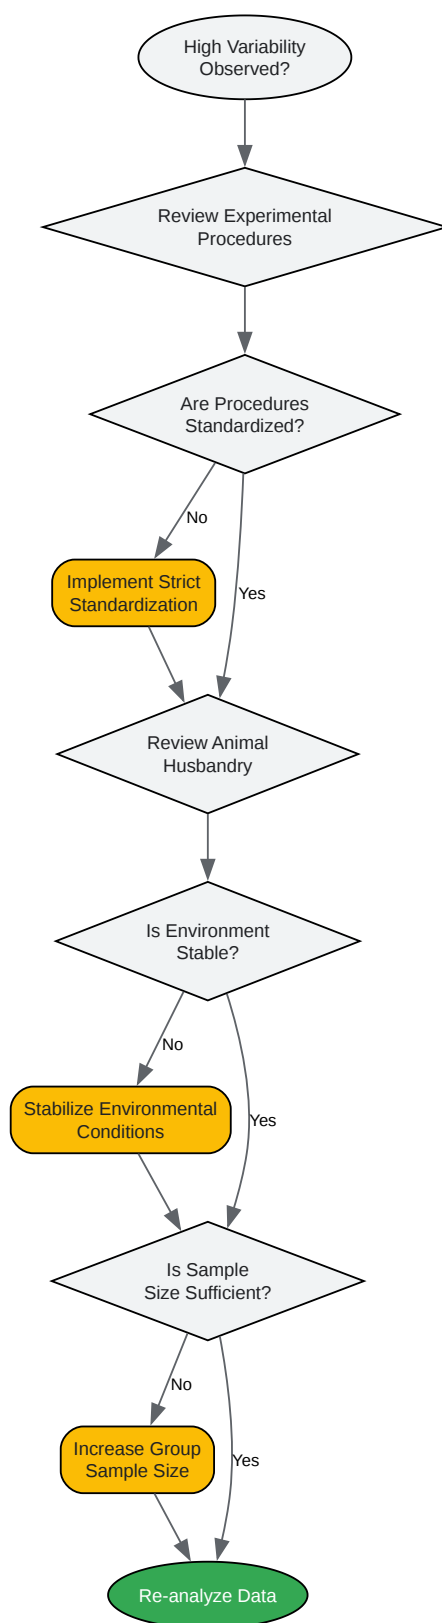 High Variability
Observed?
Review Experimental
Procedures
Are Procedures
Standardized?
No
Implement Strict
Standardization
Yes
Review Animal
Husbandry
Is Environment
Stable?
No
Stabilize Environmental
Conditions
Yes
Is Sample
Size Sufficient?
No
Increase Group
Sample Size
Yes
Re-analyze Data